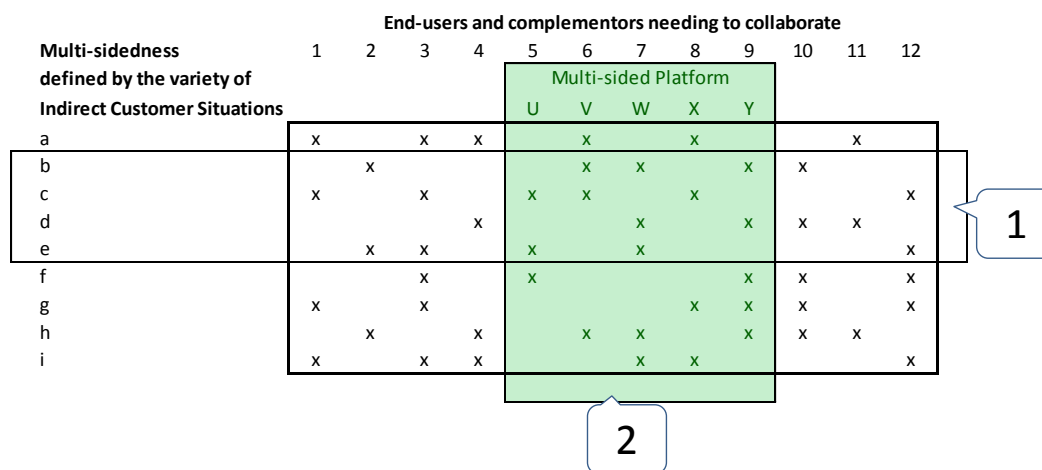 End-users and complementors needing to collaborate
Multi-sidedness 1 2 3 4 5 6 7 8 9 10 11 12
defined by the variety of Multi-sided Platform
Indirect Customer Situations U V W X Y
a x x x x x x
b x x x x x
c x x x x x x
d x x x x x
e x x x x x
f x x x x x
g x x x x x x
h x x x x x x x
i x x x x x x
1
2